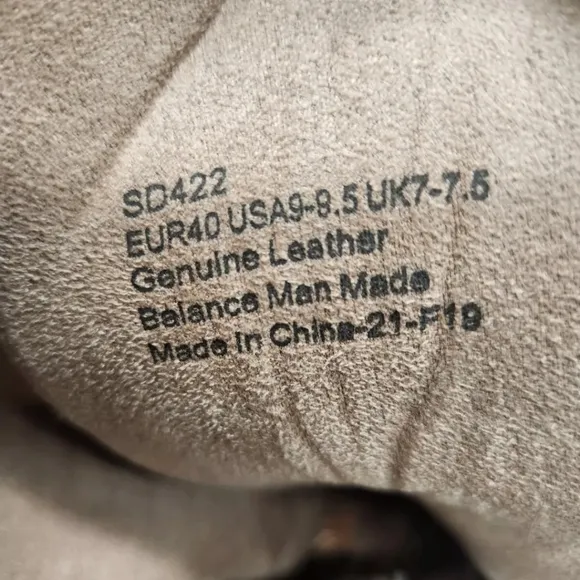 SD422
EUR40 USA9-9.5 UK7-7.5
Genuine Leather
Balance Man Made
Made In China-21-F19